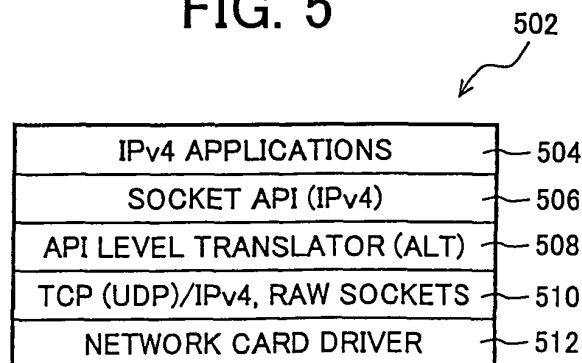 FIG. 5
502
IPv4 APPLICATIONS 504
SOCKET API (IPv4) 506
API LEVEL TRANSLATOR (ALT) 508
TCP (UDP)/IPv4, RAW SOCKETS 510
NETWORK CARD DRIVER 512